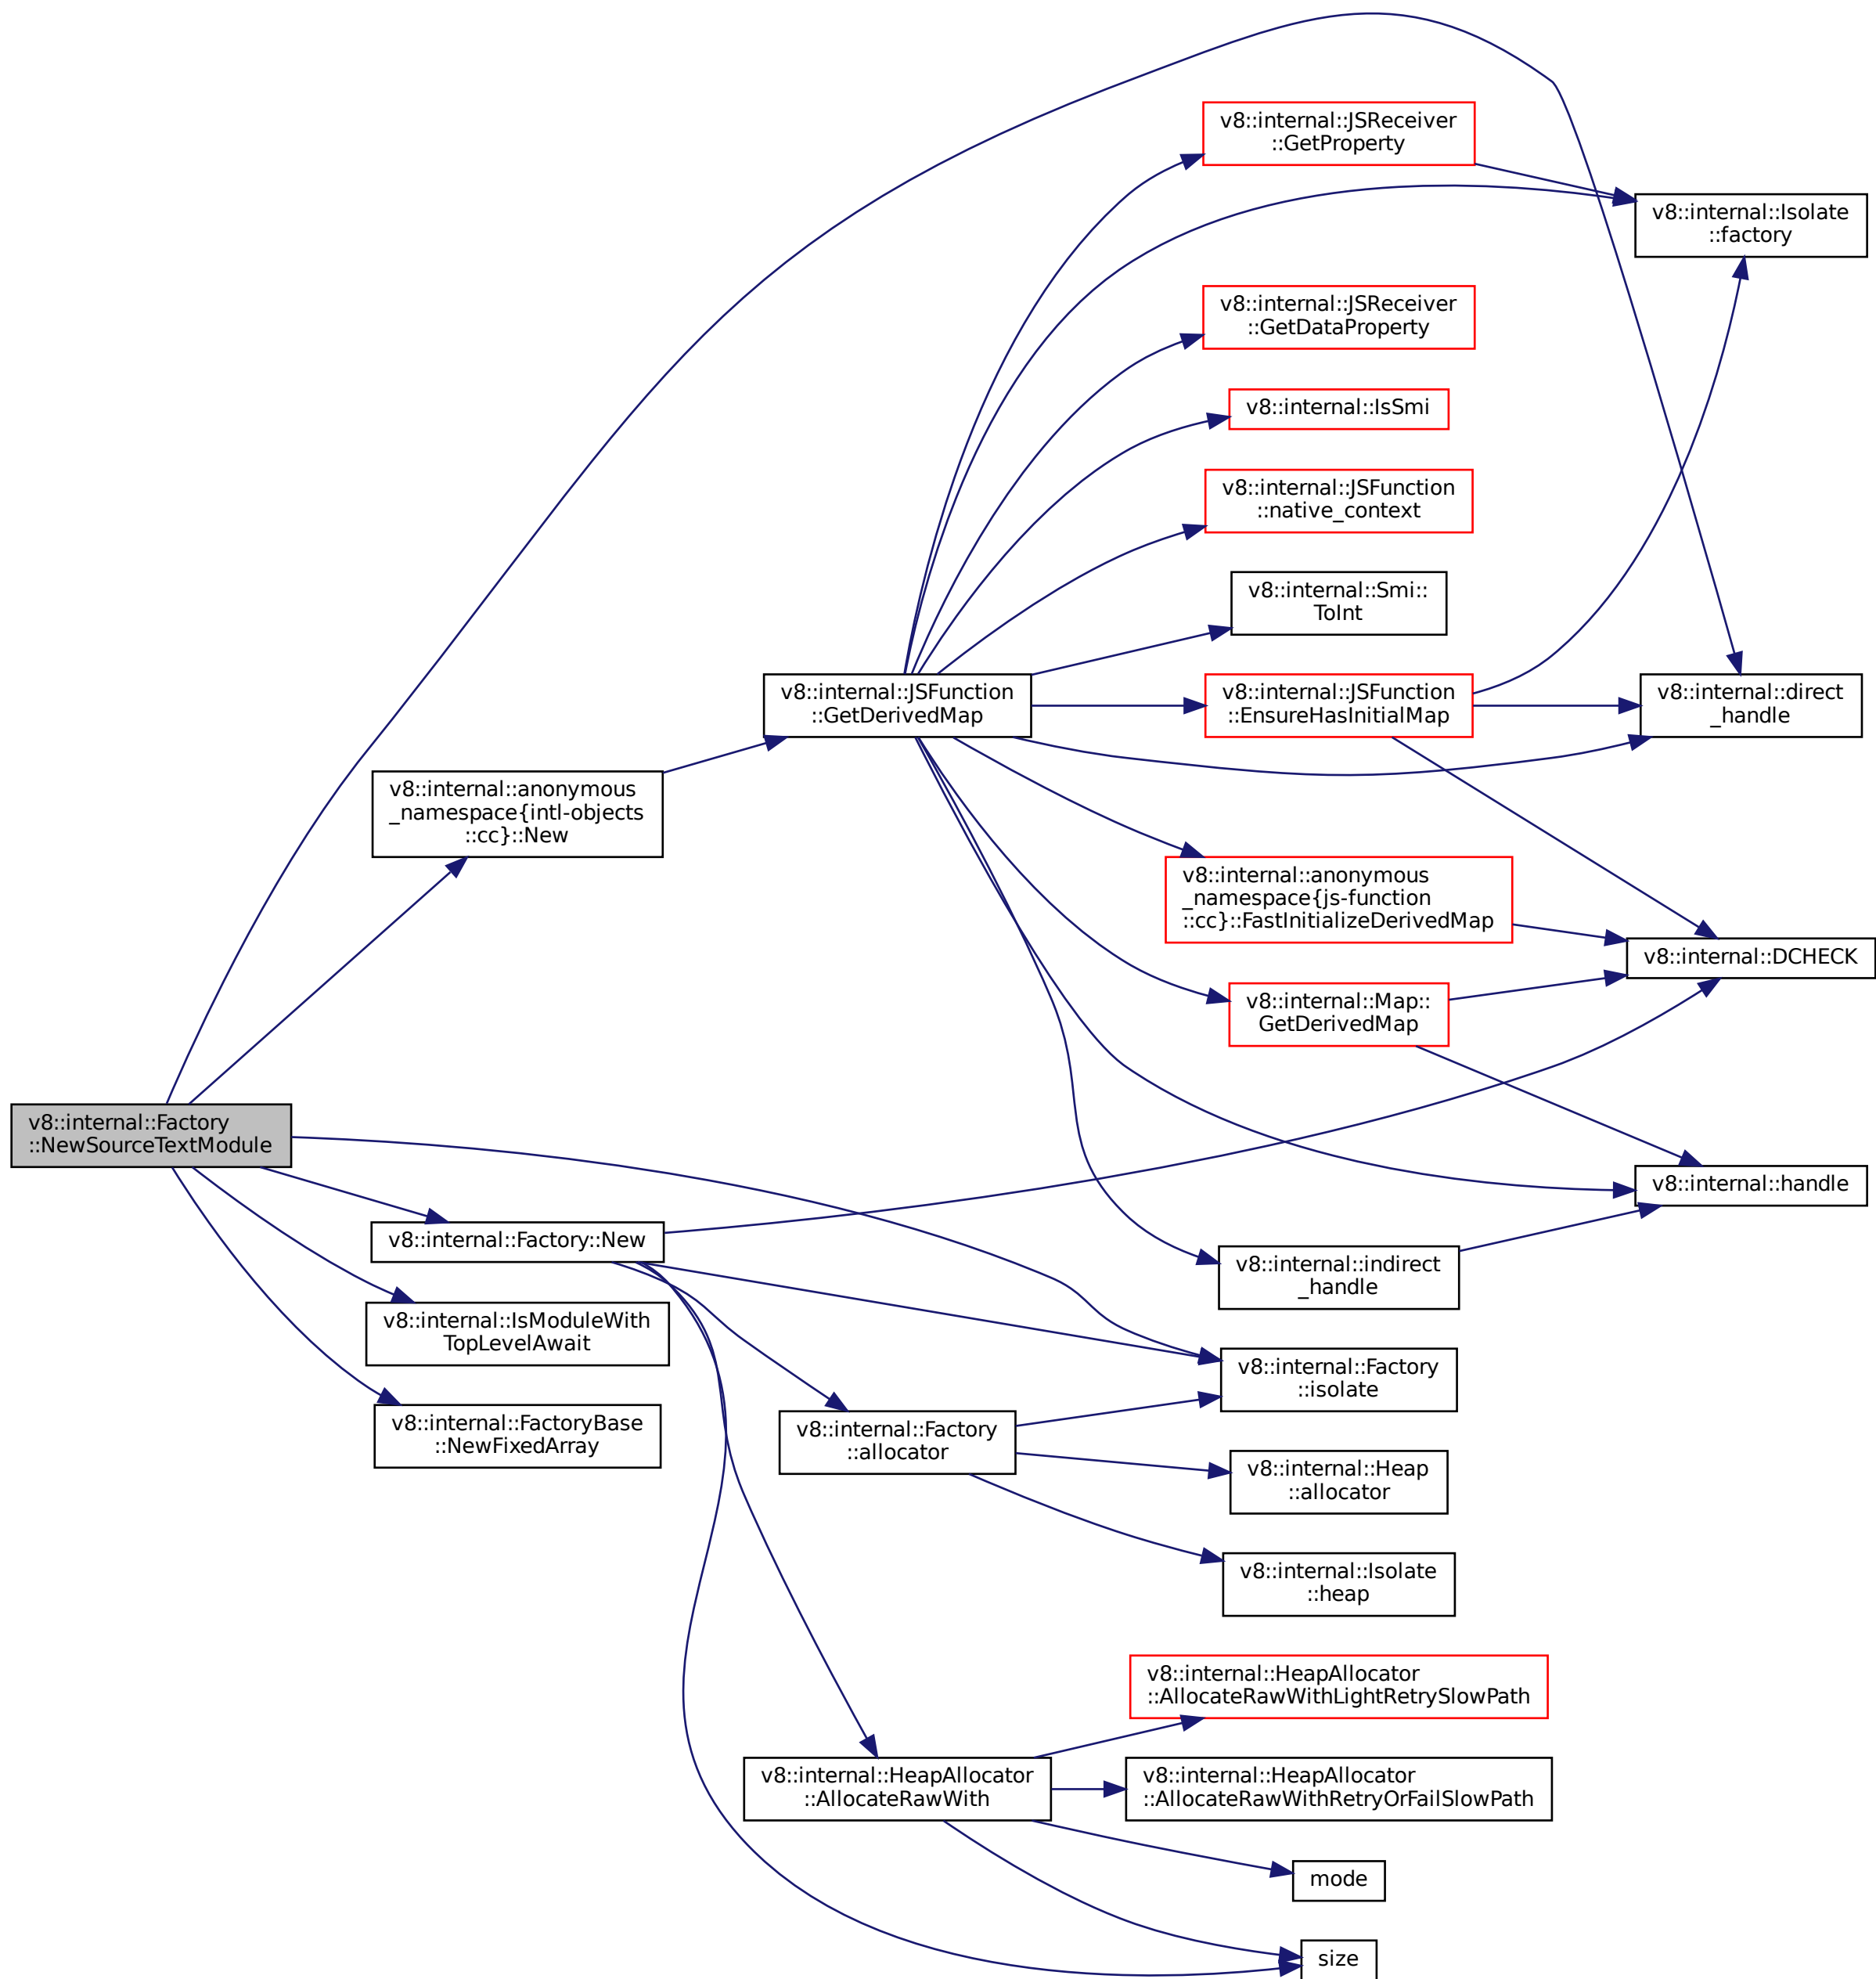 v8::internal::JSReceiver
::GetProperty
v8::internal::Isolate
::factory
v8::internal::JSReceiver
::GetDataProperty
v8::internal::IsSmi
v8::internal::JSFunction
::native_context
v8::internal::Smi::
ToInt
v8::internal::JSFunction
::GetDerivedMap
v8::internal::JSFunction
::EnsureHasInitialMap
v8::internal::direct
_handle
v8::internal::anonymous
_namespace{intl-objects
::cc}::New
v8::internal::anonymous
_namespace{js-function
::cc}::FastInitializeDerivedMap
v8::internal::DCHECK
v8::internal::Map::
GetDerivedMap
v8::internal::Factory
::NewSourceTextModule
v8::internal::handle
v8::internal::Factory::New
v8::internal::indirect
_handle
v8::internal::IsModuleWith
TopLevelAwait
v8::internal::Factory
::isolate
v8::internal::FactoryBase
::NewFixedArray
v8::internal::Factory
::allocator
v8::internal::Heap
::allocator
v8::internal::Isolate
::heap
v8::internal::HeapAllocator
::AllocateRawWithLightRetrySlowPath
v8::internal::HeapAllocator
::AllocateRawWith
v8::internal::HeapAllocator
::AllocateRawWithRetryOrFailSlowPath
mode
size